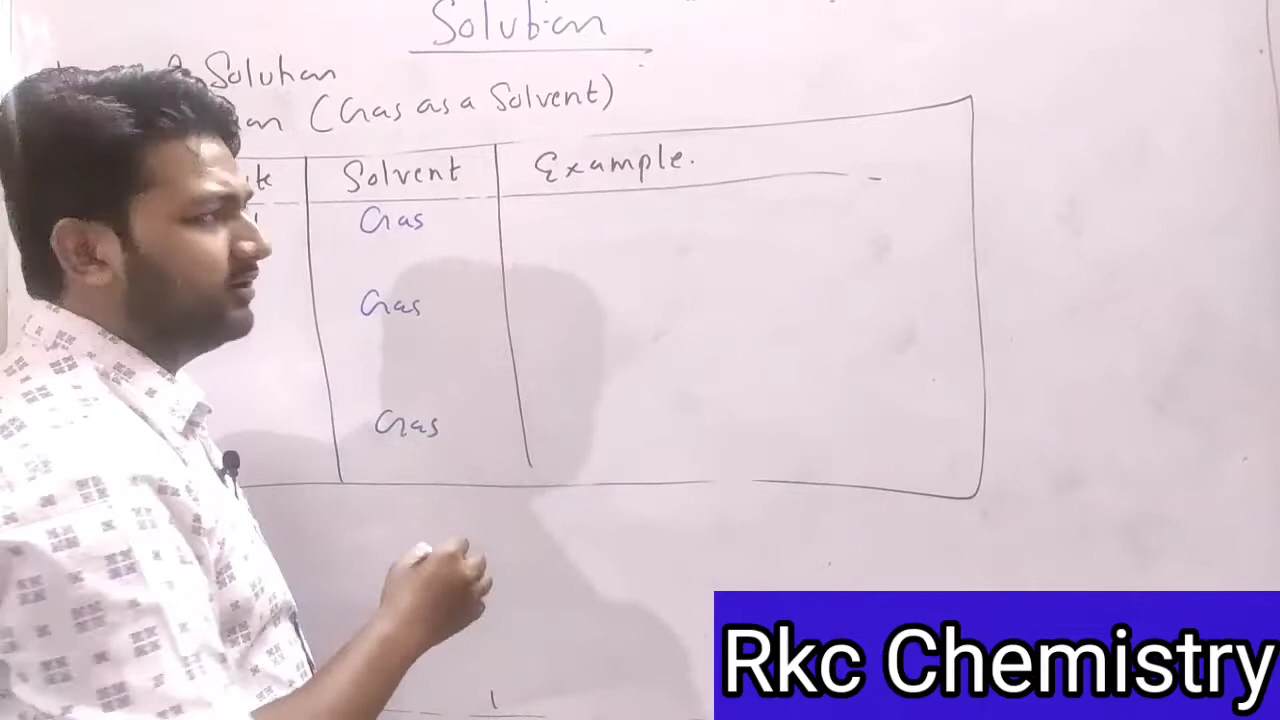 Solution
Solution
(Gas as a Solvent)
Solvent Example.
Gas
Gas
Gas
Rkc Chemistry